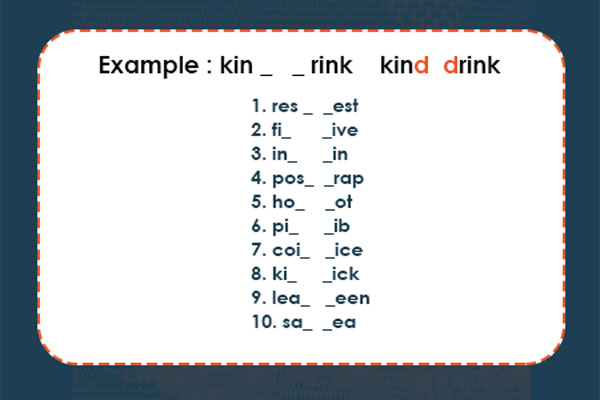 Example : kin _ _ rink kind drink
1. res _ _est
2. fi_ _ive
3. in_ _in
4. pos_ _rap
5. ho_ _ot
6. pi_ _ib
7. coi_ _ice
8. ki_ _ick
9. lea_ _een
10. sa_ _ea